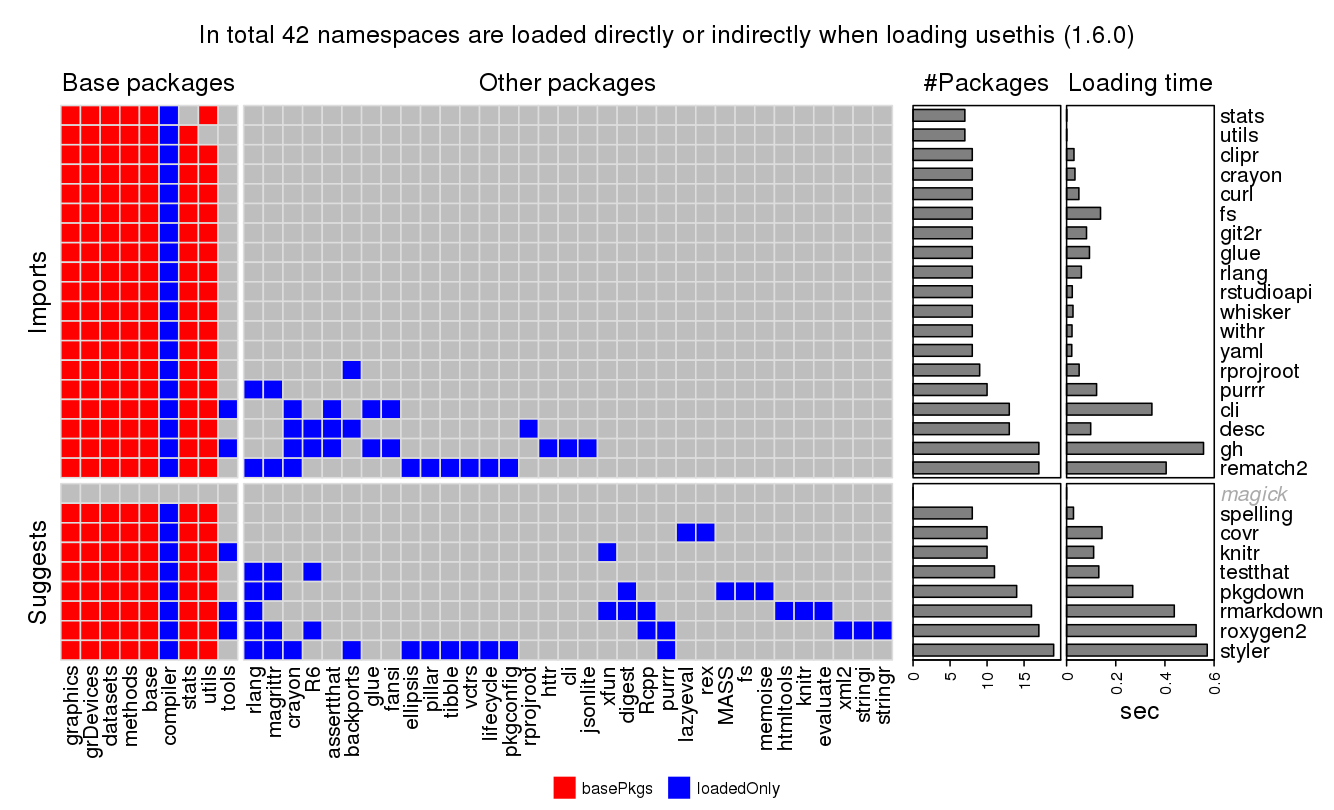 In total 42 namespaces are loaded directly or indirectly when loading usethis (1.6.0)
Base packages
Other packages
#Packages
Loading time
Imports
stats
utils
clipr
crayon
curl
fs
git2r
glue
rlang
rstudioapi
whisker
withr
yaml
rprojroot
purrr
cli
desc
gh
rematch2
Suggests
magick
spelling
covr
knitr
testthat
pkgdown
rmarkdown
roxygen2
styler
graphics
grDevices
datasets
methods
base
compiler
stats
utils
tools
rlang
magrittr
crayon
R6
assertthat
backports
glue
fansi
ellipsis
pillar
tibble
vctrs
lifecycle
pkgconfig
rprojroot
httr
cli
jsonlite
xfun
digest
Rcpp
purrr
lazyeval
rex
MASS
fs
memoise
htmltools
knitr
evaluate
xml2
stringi
stringr
0
5
10
15
0
0.2
0.4
0.6
sec
basePkgs
loadedOnly